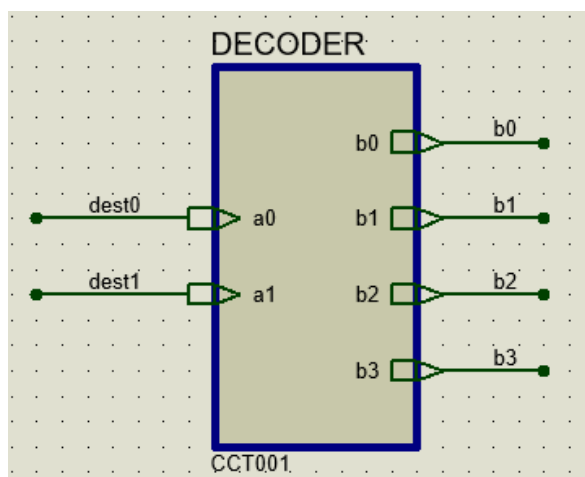 DECODER
b0 b0
dest0 a0 b1 b1
dest1 a1 b2 b2
b3 b3
CCT001